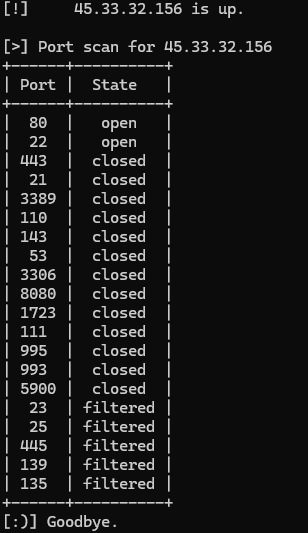 [!]     45.33.32.156 is up.
[>] Port scan for 45.33.32.156
+------+----------+
| Port |  State   |
+------+----------+
|  80  |   open   |
|  22  |   open   |
| 443  |  closed  |
|  21  |  closed  |
| 3389 |  closed  |
| 110  |  closed  |
| 143  |  closed  |
|  53  |  closed  |
| 3306 |  closed  |
| 8080 |  closed  |
| 1723 |  closed  |
| 111  |  closed  |
| 995  |  closed  |
| 993  |  closed  |
| 5900 |  closed  |
|  23  | filtered |
|  25  | filtered |
| 445  | filtered |
| 139  | filtered |
| 135  | filtered |
+------+----------+
[:)] Goodbye.